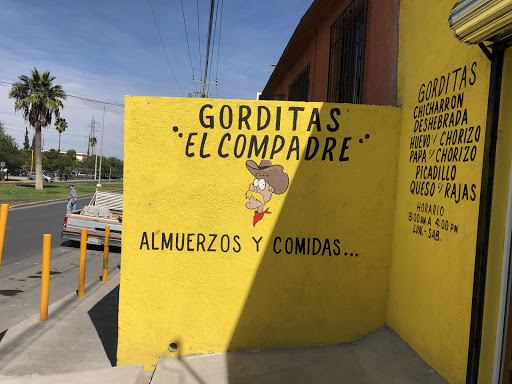 GORDITAS
"EL COMPADRE"
ALMUERZOS Y COMIDAS...
GORDITAS
CHICHARRON
DESHEBRADA
HUEVO c/ CHORIZO
PAPA c/ CHORIZO
PICADILLO
QUESO c/ RAJAS
HORARIO
8:00 AM A 4:00 PM
LUN.-SAB.